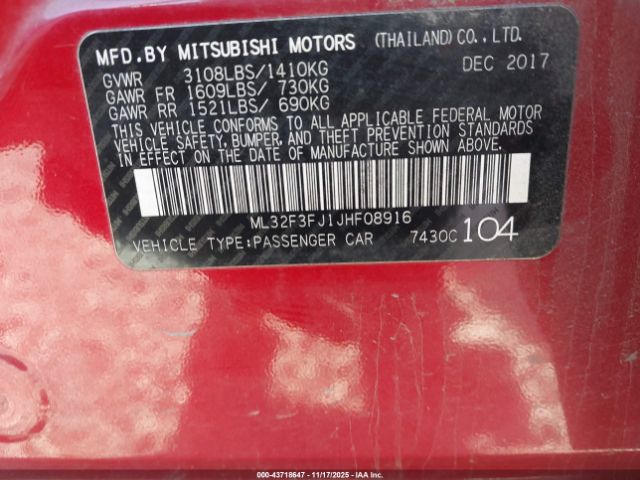 MFD.BY MITSUBISHI MOTORS (THAILAND) CO., LTD.
GVWR 3108LBS/1410KG DEC 2017
GAWR FR 1609LBS/ 730KG
GAWR RR 1521LBS/ 690KG
THIS VEHICLE CONFORMS TO ALL APPLICABLE FEDERAL MOTOR
VEHICLE SAFETY, BUMPER, AND THEFT PREVENTION STANDARDS
IN EFFECT ON THE DATE OF MANUFACTURE SHOWN ABOVE.
ML32F3FJ1JHF08916
VEHICLE TYPE:PASSENGER CAR 7430C 104
000-43718647 - 11/17/2025 - IAAI.COM